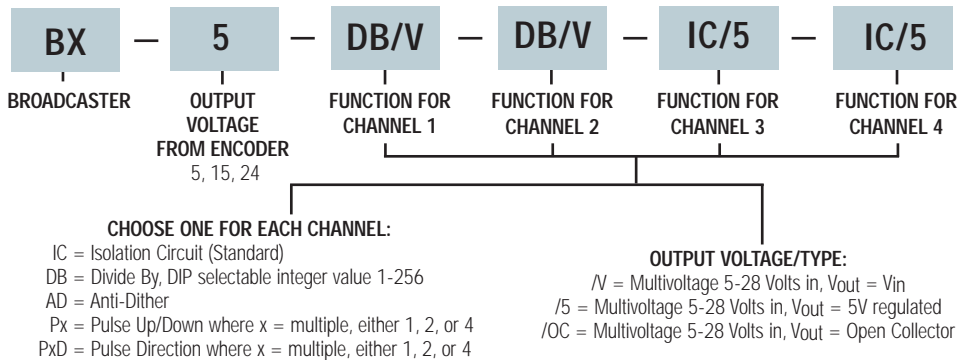 BX — 5 — DB/V — DB/V — IC/5 — IC/5
BROADCASTER
OUTPUT
VOLTAGE
FROM ENCODER
5, 15, 24
FUNCTION FOR
CHANNEL 1
FUNCTION FOR
CHANNEL 2
FUNCTION FOR
CHANNEL 3
FUNCTION FOR
CHANNEL 4
CHOOSE ONE FOR EACH CHANNEL:
IC = Isolation Circuit (Standard)
DB = Divide By, DIP selectable integer value 1-256
AD = Anti-Dither
Px = Pulse Up/Down where x = multiple, either 1, 2, or 4
PxD = Pulse Direction where x = multiple, either 1, 2, or 4
OUTPUT VOLTAGE/TYPE:
/V = Multivoltage 5-28 Volts in, Vout = Vin
/5 = Multivoltage 5-28 Volts in, Vout = 5V regulated
/OC = Multivoltage 5-28 Volts in, Vout = Open Collector